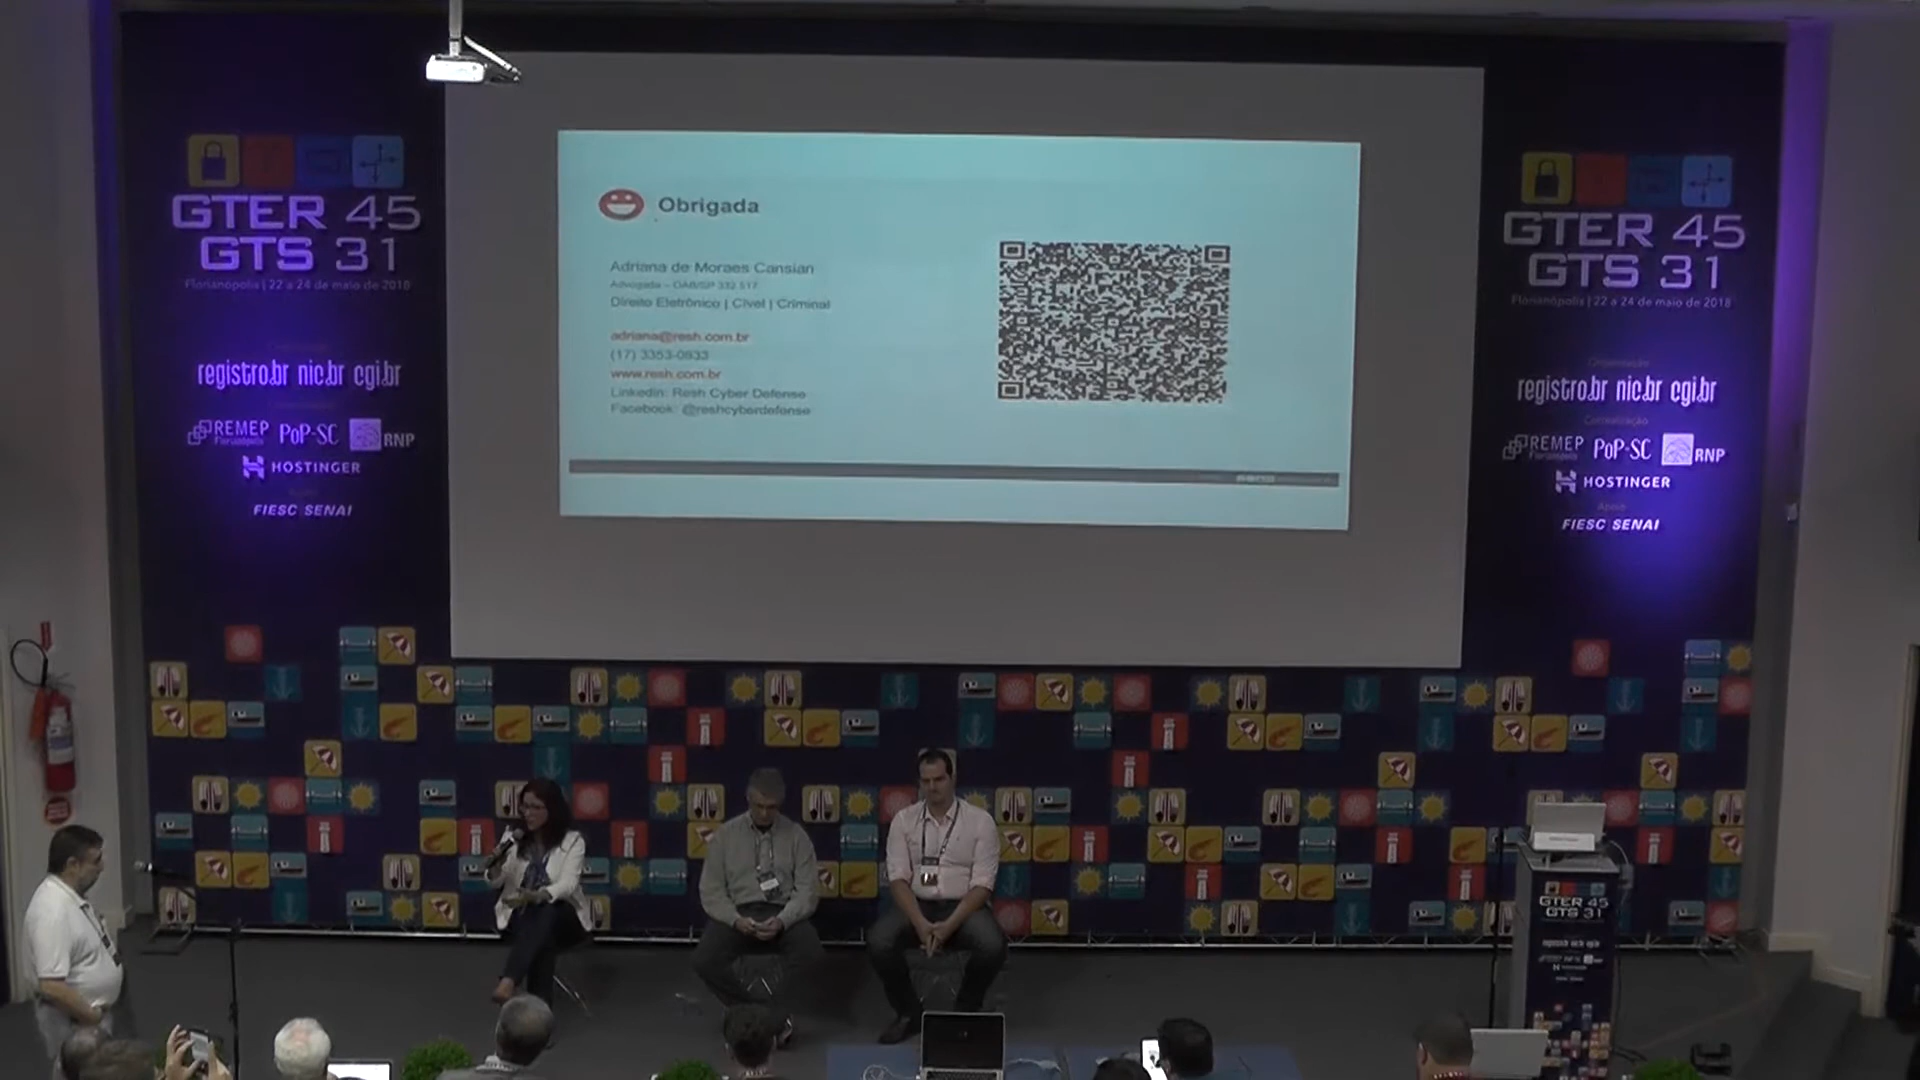 GTER 45
GTS 31
Florianópolis | 22 a 24 de maio de 2018
registro.br nic.br cgi.br
REMEP
Florianópolis
PoP-SC
RNP
HOSTINGER
FIESC SENAI
Obrigada
Adriana de Moraes Cansian
Advogada – OAB/SP 332.517
Direito Eletrônico | Cível | Criminal
adriana@resh.com.br
(17) 3353-0833
www.resh.com.br
Linkedin: Resh Cyber Defense
Facebook: @reshcyberdefense
GTER 45
GTS 31
Florianópolis | 22 a 24 de maio de 2018
Organização
registro.br nic.br cgi.br
REMEP
Florianópolis
PoP-SC
RNP
HOSTINGER
Apoio
FIESC SENAI
GTER 45
GTS 31